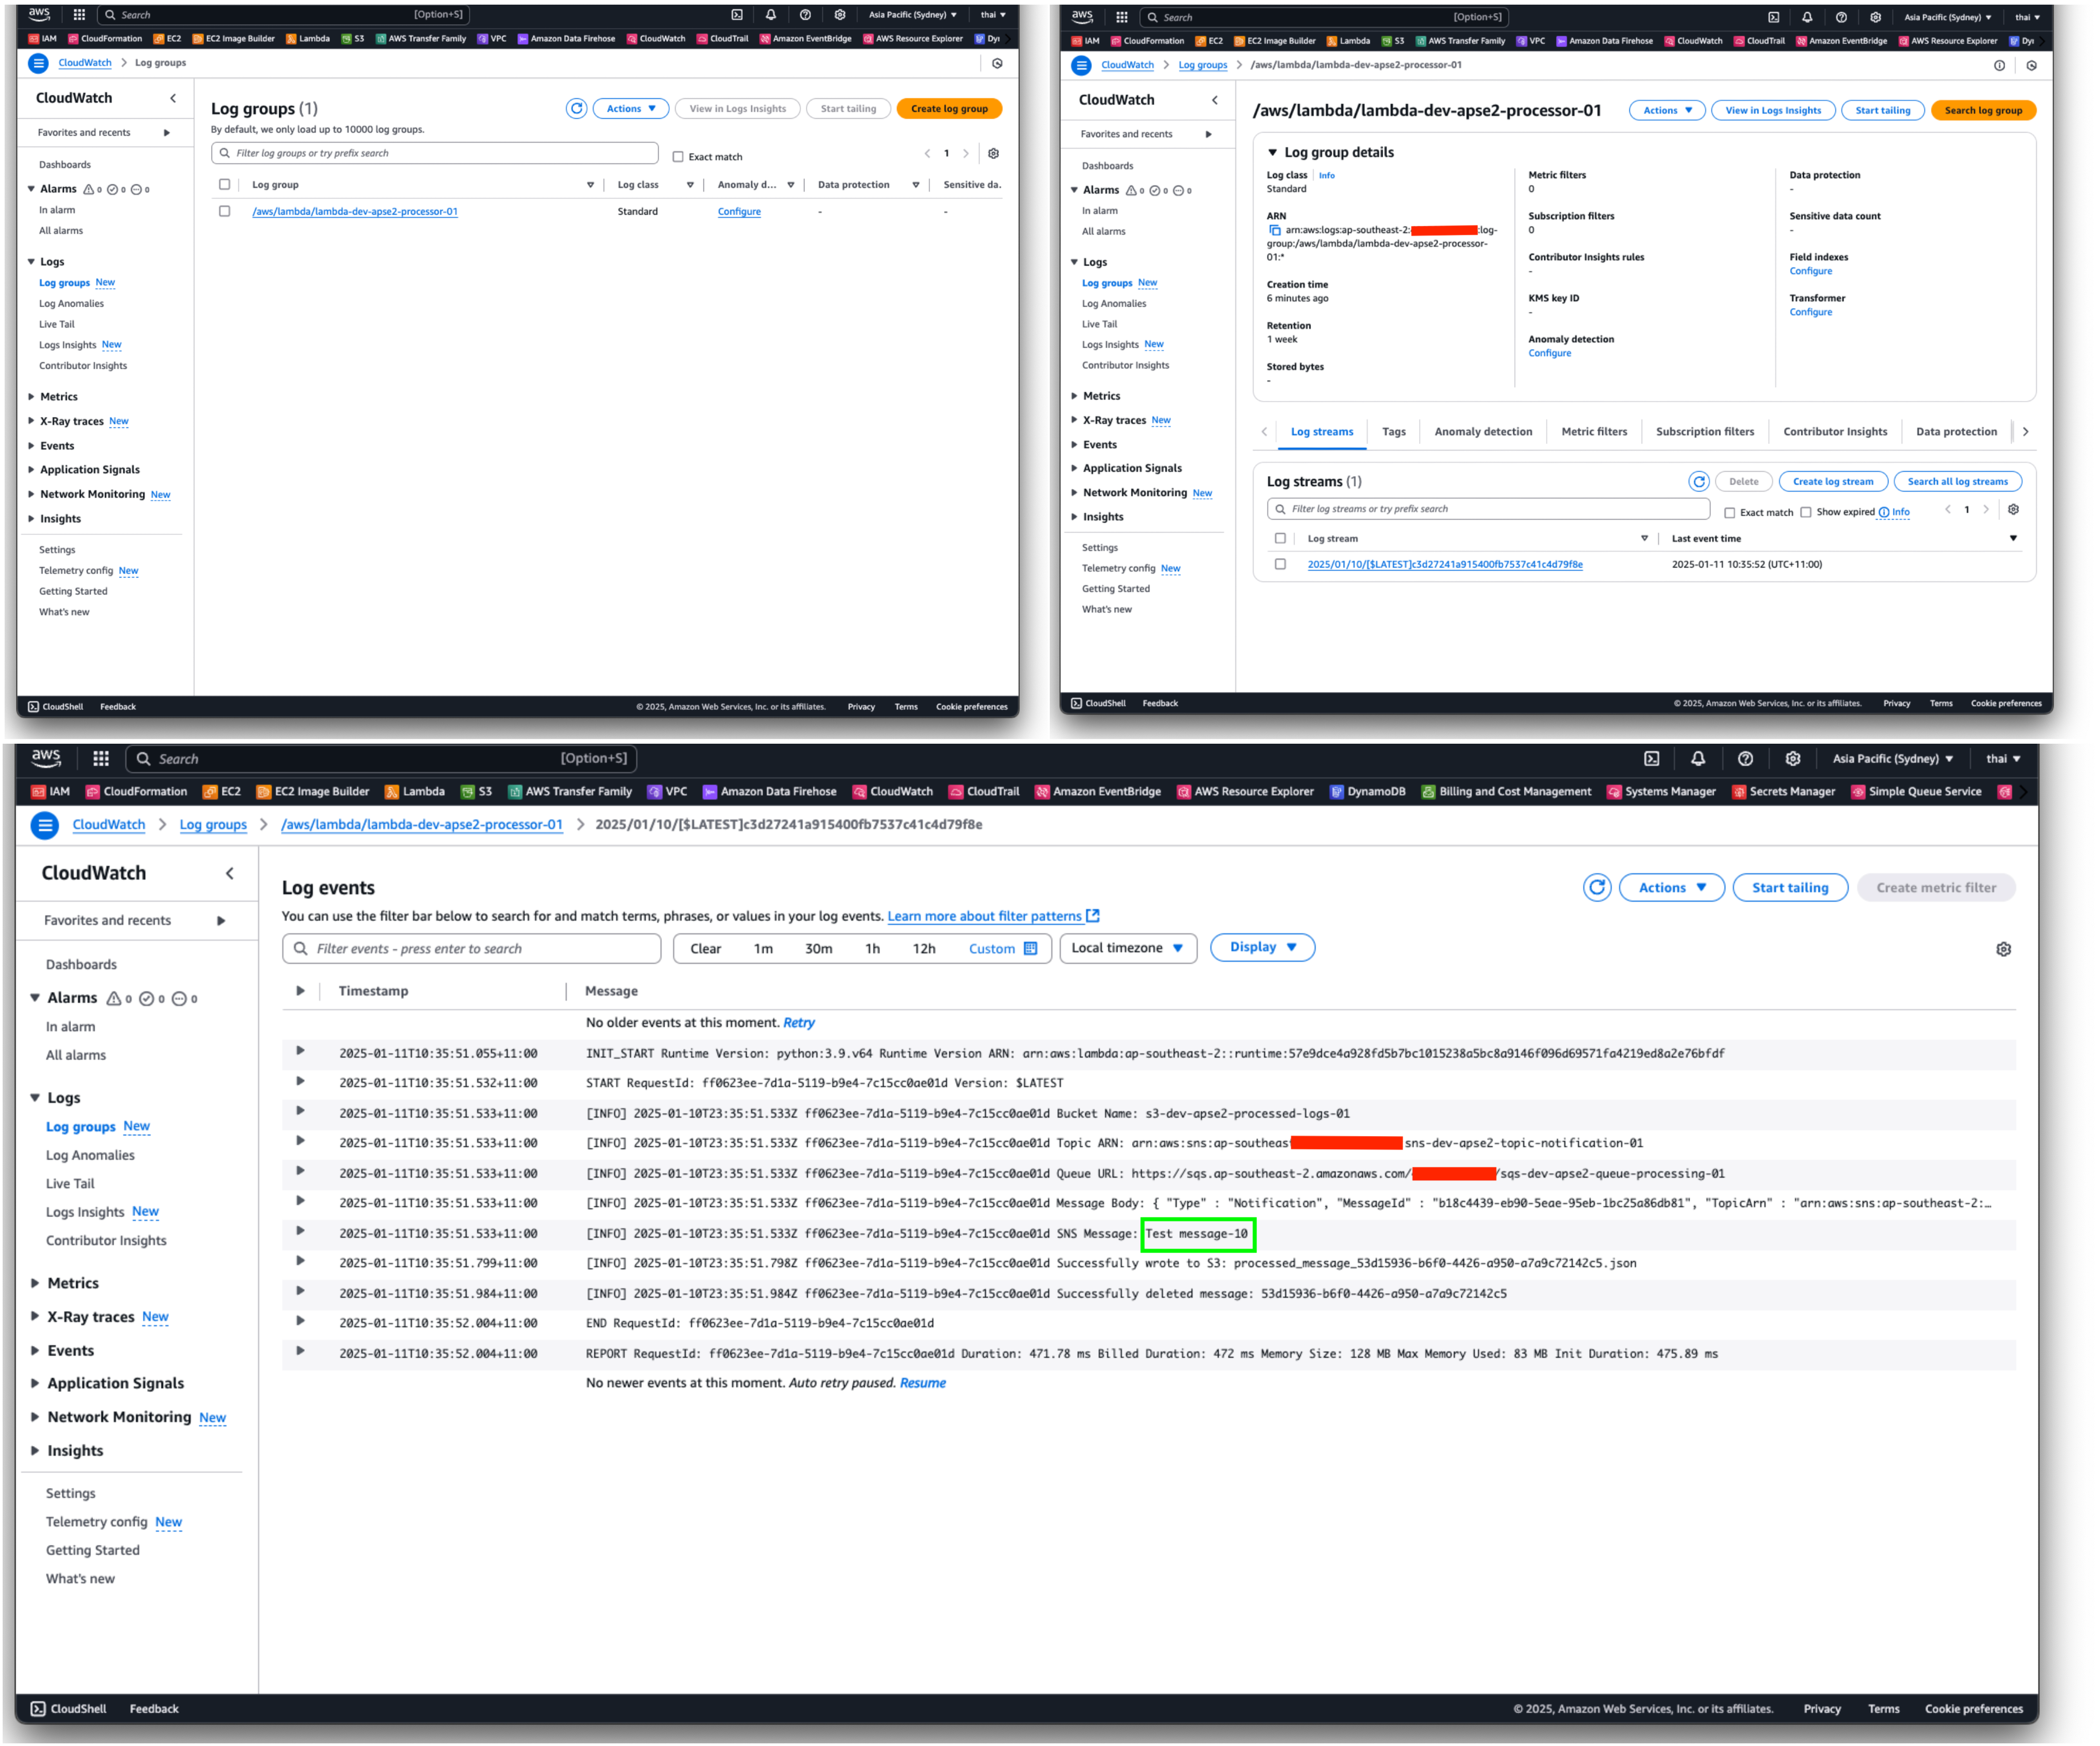 aws Search [Option+S] Asia Pacific (Sydney) thai
IAM CloudFormation EC2 EC2 Image Builder Lambda S3 AWS Transfer Family VPC Amazon Data Firehose CloudWatch CloudTrail Amazon EventBridge AWS Resource Explorer Dyı
CloudWatch Log groups
CloudWatch
Favorites and recents
Dashboards
Alarms 0 0 0
In alarm
All alarms
Logs
Log groups New
Log Anomalies
Live Tail
Logs Insights New
Contributor Insights
Metrics
X-Ray traces New
Events
Application Signals
Network Monitoring New
Insights
Settings
Telemetry config New
Getting Started
What's new
Log groups (1) Actions View in Logs Insights Start tailing Create log group
By default, we only load up to 10000 log groups.
Filter log groups or try prefix search Exact match 1
Log group Log class Anomaly d... Data protection Sensitive da.
/aws/lambda/lambda-dev-apse2-processor-01 Standard Configure - -
CloudShell Feedback © 2025, Amazon Web Services, Inc. or its affiliates. Privacy Terms Cookie preferences
aws Search [Option+S] Asia Pacific (Sydney) thai
IAM CloudFormation EC2 EC2 Image Builder Lambda S3 AWS Transfer Family VPC Amazon Data Firehose CloudWatch CloudTrail Amazon EventBridge AWS Resource Explorer Dyı
CloudWatch Log groups /aws/lambda/lambda-dev-apse2-processor-01
CloudWatch
Favorites and recents
Dashboards
Alarms 0 0 0
In alarm
All alarms
Logs
Log groups New
Log Anomalies
Live Tail
Logs Insights New
Contributor Insights
Metrics
X-Ray traces New
Events
Application Signals
Network Monitoring New
Insights
Settings
Telemetry config New
Getting Started
What's new
/aws/lambda/lambda-dev-apse2-processor-01 Actions View in Logs Insights Start tailing Search log group
Log group details
Log class Info
Standard
ARN
arn:aws:logs:ap-southeast-2: :log-
group:/aws/lambda/lambda-dev-apse2-processor-
01:*
Creation time
6 minutes ago
Retention
1 week
Stored bytes
-
Metric filters
0
Subscription filters
0
Contributor Insights rules
-
KMS key ID
-
Anomaly detection
Configure
Data protection
-
Sensitive data count
-
Field indexes
Configure
Transformer
Configure
Log streams Tags Anomaly detection Metric filters Subscription filters Contributor Insights Data protection
Log streams (1) Delete Create log stream Search all log streams
Filter log streams or try prefix search Exact match Show expired Info 1
Log stream Last event time
2025/01/10/[$LATEST]c3d27241a915400fb7537c41c4d79f8e 2025-01-11 10:35:52 (UTC+11:00)
CloudShell Feedback © 2025, Amazon Web Services, Inc. or its affiliates. Privacy Terms Cookie preferences
aws Search [Option+S] Asia Pacific (Sydney) thai
IAM CloudFormation EC2 EC2 Image Builder Lambda S3 AWS Transfer Family VPC Amazon Data Firehose CloudWatch CloudTrail Amazon EventBridge AWS Resource Explorer DynamoDB Billing and Cost Management Systems Manager Secrets Manager Simple Queue Service
CloudWatch Log groups /aws/lambda/lambda-dev-apse2-processor-01 2025/01/10/[$LATEST]c3d27241a915400fb7537c41c4d79f8e
CloudWatch
Favorites and recents
Dashboards
Alarms 0 0 0
In alarm
All alarms
Logs
Log groups New
Log Anomalies
Live Tail
Logs Insights New
Contributor Insights
Metrics
X-Ray traces New
Events
Application Signals
Network Monitoring New
Insights
Settings
Telemetry config New
Getting Started
What's new
Log events Actions Start tailing Create metric filter
You can use the filter bar below to search for and match terms, phrases, or values in your log events. Learn more about filter patterns
Filter events - press enter to search Clear 1m 30m 1h 12h Custom Local timezone Display
Timestamp Message
No older events at this moment. Retry
2025-01-11T10:35:51.055+11:00 INIT_START Runtime Version: python:3.9.v64 Runtime Version ARN: arn:aws:lambda:ap-southeast-2::runtime:57e9dce4a928fd5b7bc1015238a5bc8a9146f096d69571fa4219ed8a2e76bfdf
2025-01-11T10:35:51.532+11:00 START RequestId: ff0623ee-7d1a-5119-b9e4-7c15cc0ae01d Version: $LATEST
2025-01-11T10:35:51.533+11:00 [INFO] 2025-01-10T23:35:51.533Z ff0623ee-7d1a-5119-b9e4-7c15cc0ae01d Bucket Name: s3-dev-apse2-processed-logs-01
2025-01-11T10:35:51.533+11:00 [INFO] 2025-01-10T23:35:51.533Z ff0623ee-7d1a-5119-b9e4-7c15cc0ae01d Topic ARN: arn:aws:sns:ap-southeas sns-dev-apse2-topic-notification-01
2025-01-11T10:35:51.533+11:00 [INFO] 2025-01-10T23:35:51.533Z ff0623ee-7d1a-5119-b9e4-7c15cc0ae01d Queue URL: https://sqs.ap-southeast-2.amazonaws.com/ /sqs-dev-apse2-queue-processing-01
2025-01-11T10:35:51.533+11:00 [INFO] 2025-01-10T23:35:51.533Z ff0623ee-7d1a-5119-b9e4-7c15cc0ae01d Message Body: { "Type" : "Notification", "MessageId" : "b18c4439-eb90-5eae-95eb-1bc25a86db81", "TopicArn" : "arn:aws:sns:ap-southeast-2:…
2025-01-11T10:35:51.533+11:00 [INFO] 2025-01-10T23:35:51.533Z ff0623ee-7d1a-5119-b9e4-7c15cc0ae01d SNS Message: Test message-10
2025-01-11T10:35:51.799+11:00 [INFO] 2025-01-10T23:35:51.798Z ff0623ee-7d1a-5119-b9e4-7c15cc0ae01d Successfully wrote to S3: processed_message_53d15936-b6f0-4426-a950-a7a9c72142c5.json
2025-01-11T10:35:51.984+11:00 [INFO] 2025-01-10T23:35:51.984Z ff0623ee-7d1a-5119-b9e4-7c15cc0ae01d Successfully deleted message: 53d15936-b6f0-4426-a950-a7a9c72142c5
2025-01-11T10:35:52.004+11:00 END RequestId: ff0623ee-7d1a-5119-b9e4-7c15cc0ae01d
2025-01-11T10:35:52.004+11:00 REPORT RequestId: ff0623ee-7d1a-5119-b9e4-7c15cc0ae01d Duration: 471.78 ms Billed Duration: 472 ms Memory Size: 128 MB Max Memory Used: 83 MB Init Duration: 475.89 ms
No newer events at this moment. Auto retry paused. Resume
CloudShell Feedback © 2025, Amazon Web Services, Inc. or its affiliates. Privacy Terms Cookie preferences